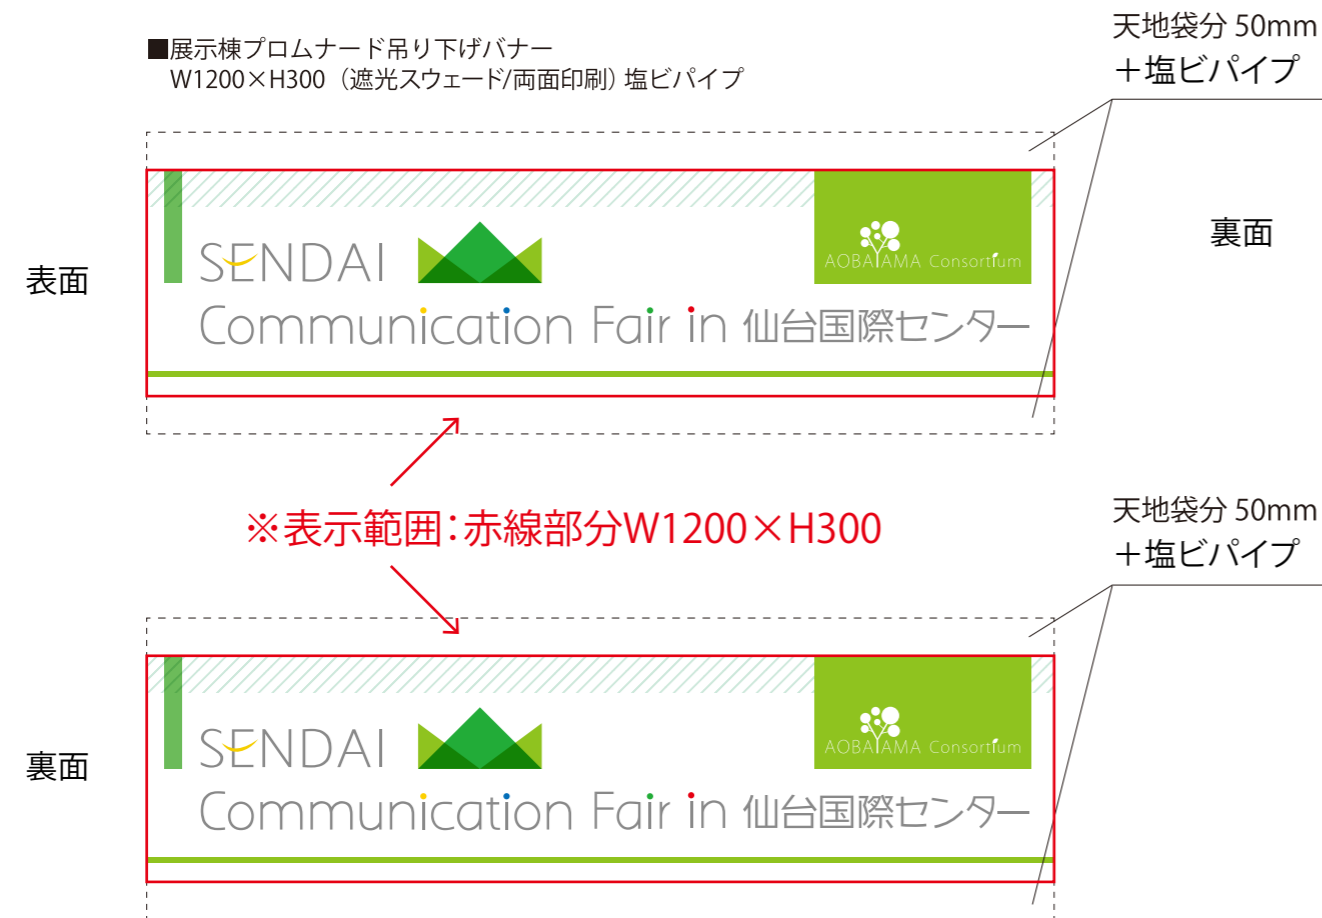 ■展示棟プロムナード吊り下げバナー
W1200×H300（遮光スウェード/両面印刷）塩ビパイプ
天地袋分 50mm
＋塩ビパイプ
表面
SENDAI
AOBAYAMA Consortium
Communication Fair in 仙台国際センター
裏面
※表示範囲：赤線部分W1200×H300
天地袋分 50mm
＋塩ビパイプ
裏面
SENDAI
AOBAYAMA Consortium
Communication Fair in 仙台国際センター